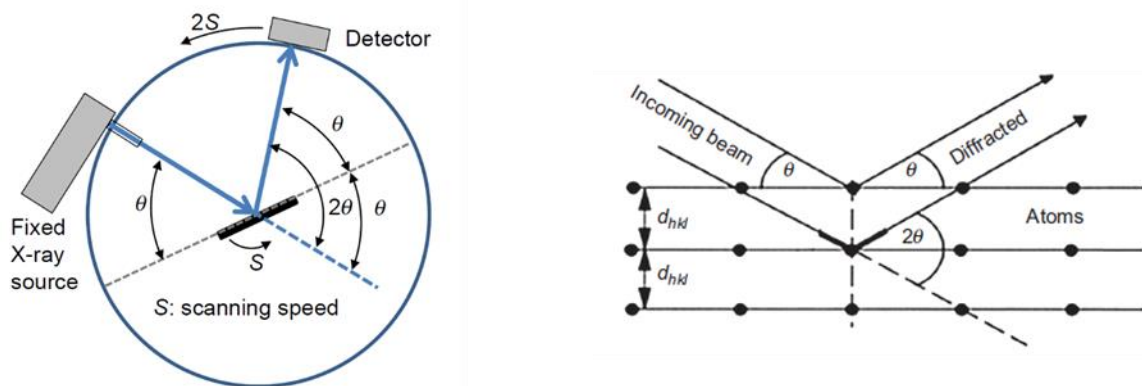 2S
Detector
θ
θ
2θ
θ
Fixed
X-ray
source
S
S: scanning speed
Incoming beam
Diffracted
θ
θ
d_hkl
Atoms
2θ
d_hkl